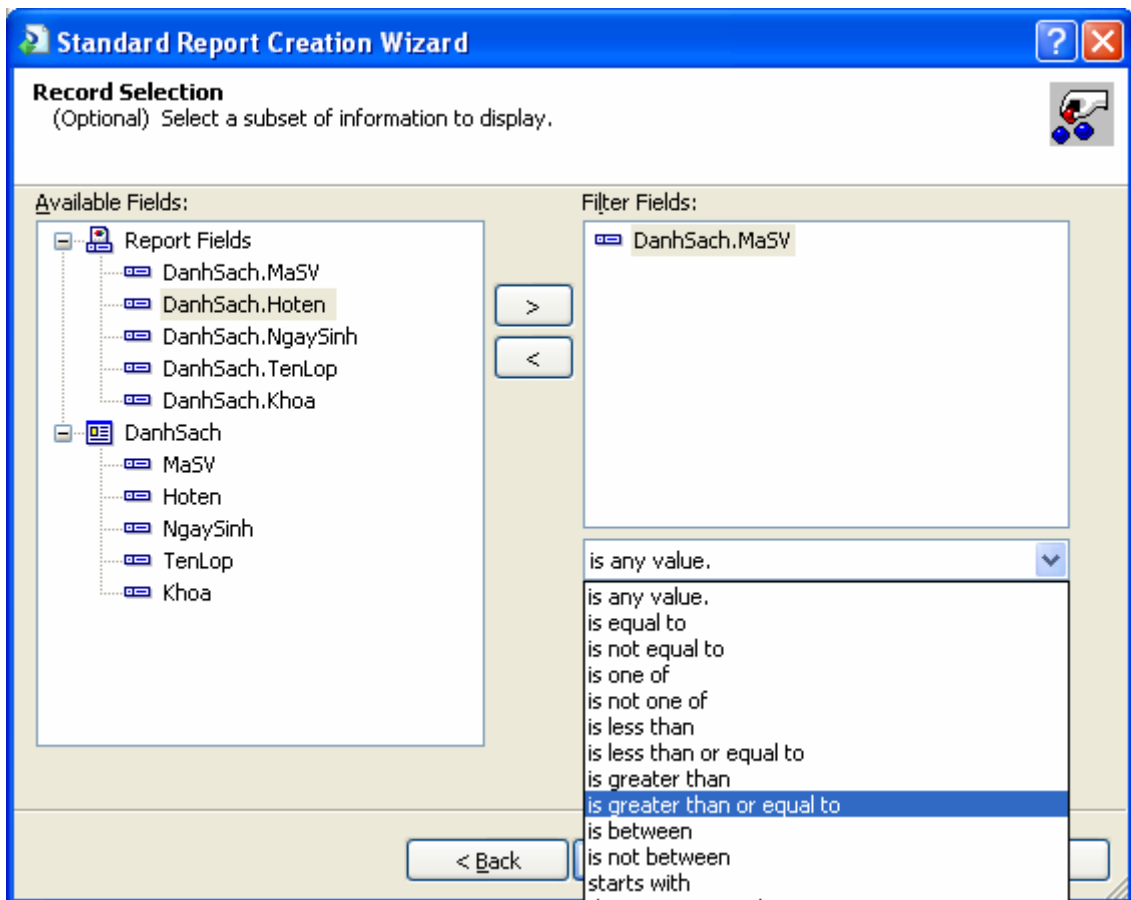 Standard Report Creation Wizard
Record Selection
(Optional) Select a subset of information to display.
Available Fields:
Report Fields
DanhSach.MaSV
DanhSach.Hoten
DanhSach.NgaySinh
DanhSach.TenLop
DanhSach.Khoa
DanhSach
MaSV
Hoten
NgaySinh
TenLop
Khoa
>
<
Filter Fields:
DanhSach.MaSV
is any value.
is any value.
is equal to
is not equal to
is one of
is not one of
is less than
is less than or equal to
is greater than
is greater than or equal to
is between
is not between
starts with
< Back